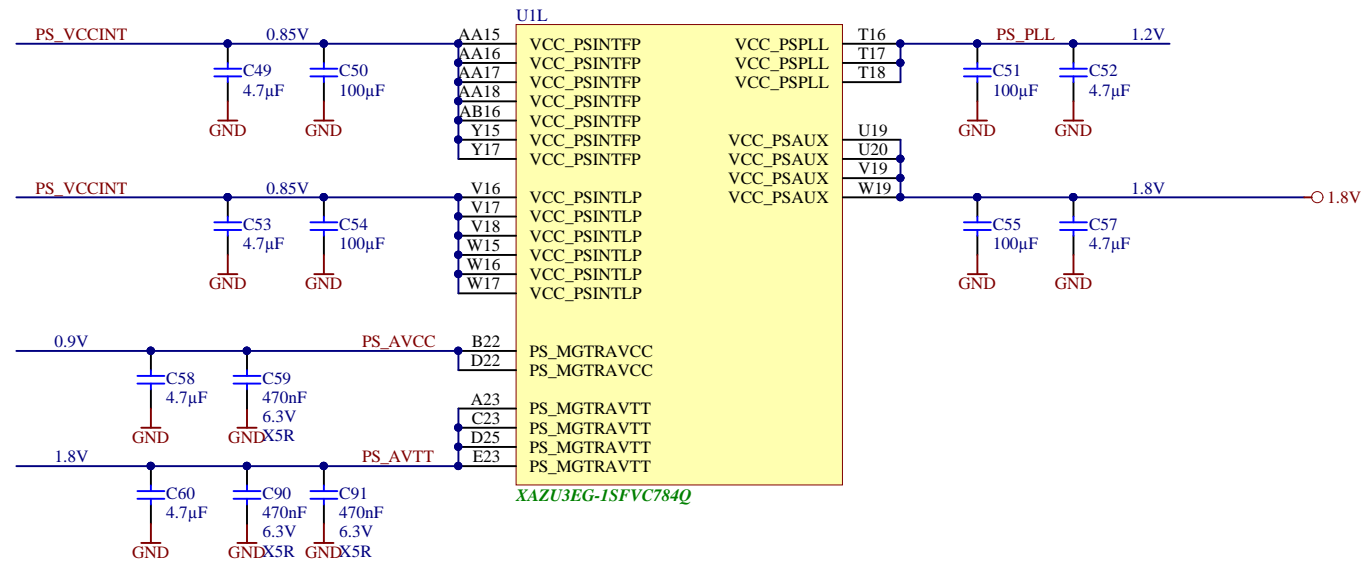 U1L
PS_VCCINT 0.85V AA15 VCC_PSINTFP VCC_PSPLL T16 PS_PLL 1.2V
AA16 VCC_PSINTFP VCC_PSPLL T17
C49 C50 AA17 VCC_PSINTFP VCC_PSPLL T18 C51 C52
4.7µF 100µF AA18 VCC_PSINTFP 100µF 4.7µF
AB16 VCC_PSINTFP
GND GND Y15 VCC_PSINTFP VCC_PSAUX U19 GND GND
Y17 VCC_PSINTFP VCC_PSAUX U20
VCC_PSAUX V19
PS_VCCINT 0.85V V16 VCC_PSINTLP VCC_PSAUX W19 1.8V 1.8V
V17 VCC_PSINTLP
C53 C54 V18 VCC_PSINTLP C55 C57
4.7µF 100µF W15 VCC_PSINTLP 100µF 4.7µF
W16 VCC_PSINTLP
GND GND W17 VCC_PSINTLP GND GND
0.9V PS_AVCC B22 PS_MGTRAVCC
D22 PS_MGTRAVCC
C58 C59
4.7µF 470nF
A23 PS_MGTRAVTT
6.3V
C23 PS_MGTRAVTT
GND GND X5R
D25 PS_MGTRAVTT
1.8V PS_AVTT E23 PS_MGTRAVTT
C60 C90 C91 XAZU3EG-1SFVC784Q
4.7µF 470nF 470nF
6.3V 6.3V
GND GND X5R GND X5R